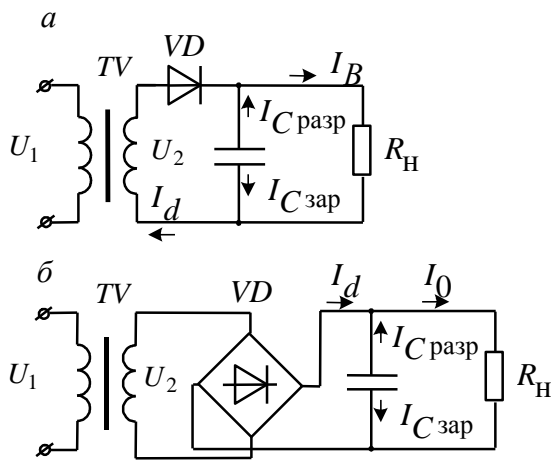 а
VD
TV
I_B
I_C разр
U_1
U_2
R_н
I_d
I_C зар
б
I_d
I_0
TV
VD
I_C разр
U_1
U_2
R_н
I_C зар